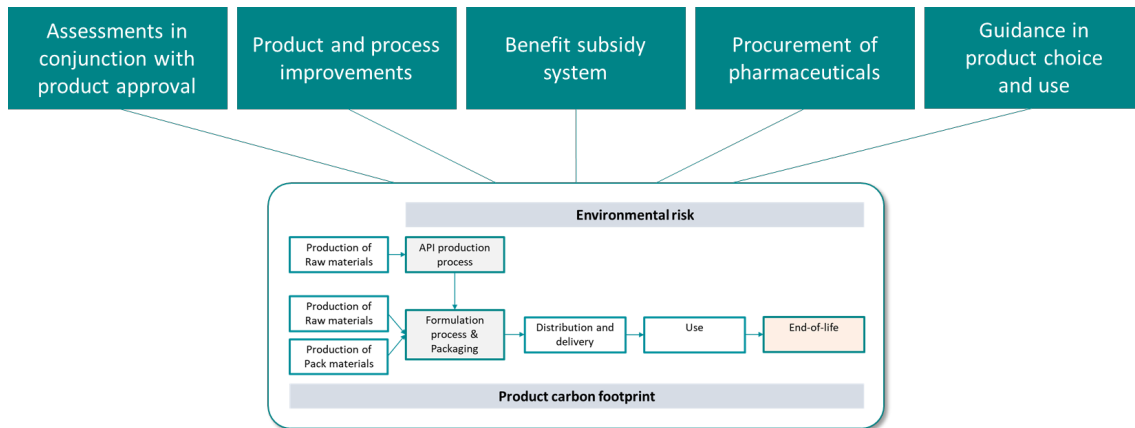 Assessments in
conjunction with
product approval
Product and process
improvements
Benefit subsidy
system
Procurement of
pharmaceuticals
Guidance in
product choice
and use
Environmental risk
Production of
Raw materials
API production
process
Production of
Raw materials
Production of
Pack materials
Formulation
process &
Packaging
Distribution and
delivery
Use
End-of-life
Product carbon footprint